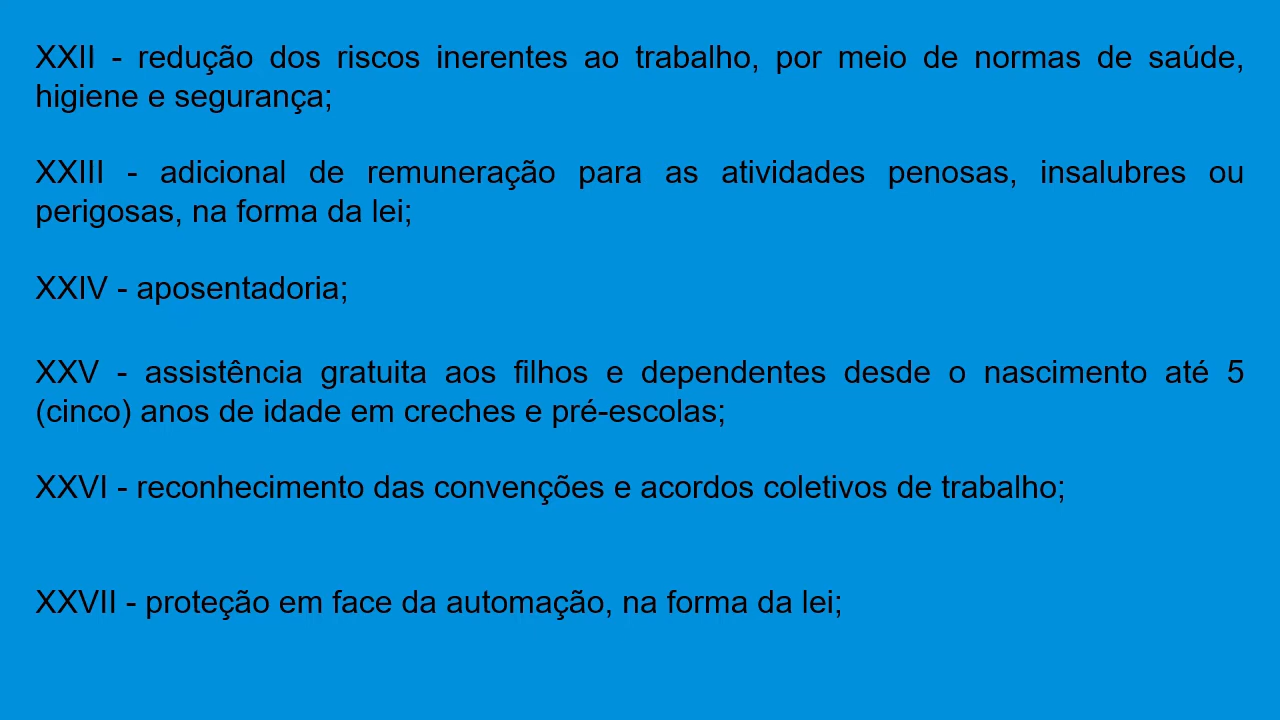 XXII - redução dos riscos inerentes ao trabalho, por meio de normas de saúde,
higiene e segurança;
XXIII - adicional de remuneração para as atividades penosas, insalubres ou
perigosas, na forma da lei;
XXIV - aposentadoria;
XXV - assistência gratuita aos filhos e dependentes desde o nascimento até 5
(cinco) anos de idade em creches e pré-escolas;
XXVI - reconhecimento das convenções e acordos coletivos de trabalho;
XXVII - proteção em face da automação, na forma da lei;